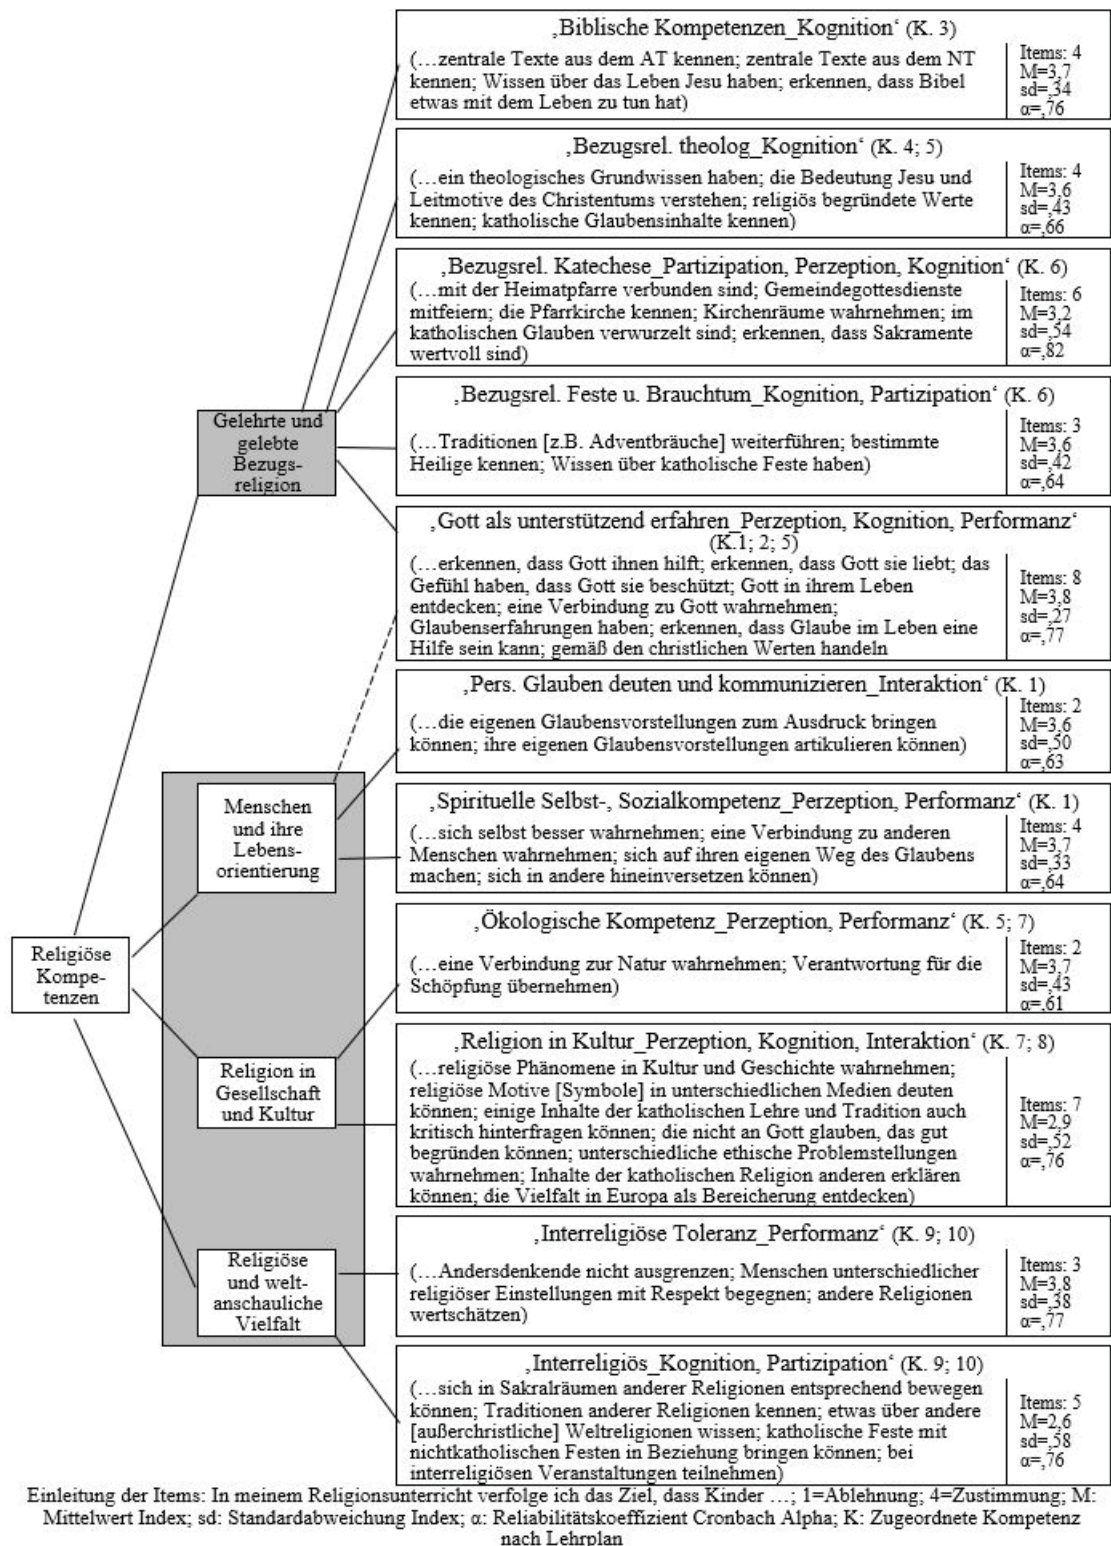 ‚Biblische Kompetenzen_Kognition‘ (K. 3)
(…zentrale Texte aus dem AT kennen; zentrale Texte aus dem NT
kennen; Wissen über das Leben Jesu haben; erkennen, dass Bibel
etwas mit dem Leben zu tun hat)
Items: 4
M=3,7
sd=,34
α=,76
‚Bezugsrel. theolog_Kognition‘ (K. 4; 5)
(…ein theologisches Grundwissen haben; die Bedeutung Jesu und
Leitmotive des Christentums verstehen; religiös begründete Werte
kennen; katholische Glaubensinhalte kennen)
Items: 4
M=3,6
sd=,43
α=,66
‚Bezugsrel. Katechese_Partizipation, Perzeption, Kognition‘ (K. 6)
(…mit der Heimatpfarre verbunden sind; Gemeindegottesdienste
mitfeiern; die Pfarrkirche kennen; Kirchenräume wahrnehmen; im
katholischen Glauben verwurzelt sind; erkennen, dass Sakramente
wertvoll sind)
Items: 6
M=3,2
sd=,54
α=,82
‚Bezugsrel. Feste u. Brauchtum_Kognition, Partizipation‘ (K. 6)
(…Traditionen [z.B. Adventbräuche] weiterführen; bestimmte
Heilige kennen; Wissen über katholische Feste haben)
Items: 3
M=3,6
sd=,42
α=,64
Gelehrte und
gelebte
Bezugs-
religion
‚Gott als unterstützend erfahren_Perzeption, Kognition, Performanz‘
(K.1; 2; 5)
(…erkennen, dass Gott ihnen hilft; erkennen, dass Gott sie liebt; das
Gefühl haben, dass Gott sie beschützt; Gott in ihrem Leben
entdecken; eine Verbindung zu Gott wahrnehmen;
Glaubenserfahrungen haben; erkennen, dass Glaube im Leben eine
Hilfe sein kann; gemäß den christlichen Werten handeln
Items: 8
M=3,8
sd=,27
α=,77
‚Pers. Glauben deuten und kommunizieren_Interaktion‘ (K. 1)
(…die eigenen Glaubensvorstellungen zum Ausdruck bringen
können; ihre eigenen Glaubensvorstellungen artikulieren können)
Items: 2
M=3,6
sd=,50
α=,63
Menschen
und ihre
Lebens-
orientierung
‚Spirituelle Selbst-, Sozialkompetenz_Perzeption, Performanz‘ (K. 1)
(…sich selbst besser wahrnehmen; eine Verbindung zu anderen
Menschen wahrnehmen; sich auf ihren eigenen Weg des Glaubens
machen; sich in andere hineinversetzen können)
Items: 4
M=3,7
sd=,33
α=,64
Religiöse
Kompe-
tenzen
‚Ökologische Kompetenz_Perzeption, Performanz‘ (K. 5; 7)
(…eine Verbindung zur Natur wahrnehmen; Verantwortung für die
Schöpfung übernehmen)
Items: 2
M=3,7
sd=,43
α=,61
Religion in
Gesellschaft
und Kultur
‚Religion in Kultur_Perzeption, Kognition, Interaktion‘ (K. 7; 8)
(…religiöse Phänomene in Kultur und Geschichte wahrnehmen;
religiöse Motive [Symbole] in unterschiedlichen Medien deuten
können; einige Inhalte der katholischen Lehre und Tradition auch
kritisch hinterfragen können; die nicht an Gott glauben, das gut
begründen können; unterschiedliche ethische Problemstellungen
wahrnehmen; Inhalte der katholischen Religion anderen erklären
können; die Vielfalt in Europa als Bereicherung entdecken)
Items: 7
M=2,9
sd=,52
α=,76
Religiöse
und welt-
anschauliche
Vielfalt
‚Interreligiöse Toleranz_Performanz‘ (K. 9; 10)
(…Andersdenkende nicht ausgrenzen; Menschen unterschiedlicher
religiöser Einstellungen mit Respekt begegnen; andere Religionen
wertschätzen)
Items: 3
M=3,8
sd=,38
α=,77
‚Interreligiös_Kognition, Partizipation‘ (K. 9; 10)
(…sich in Sakralräumen anderer Religionen entsprechend bewegen
können; Traditionen anderer Religionen kennen; etwas über andere
[außerchristliche] Weltreligionen wissen; katholische Feste mit
nichtkatholischen Festen in Beziehung bringen können; bei
interreligiösen Veranstaltungen teilnehmen)
Items: 5
M=2,6
sd=,58
α=,76
Einleitung der Items: In meinem Religionsunterricht verfolge ich das Ziel, dass Kinder …; 1=Ablehnung; 4=Zustimmung; M:
Mittelwert Index; sd: Standardabweichung Index; α: Reliabilitätskoeffizient Cronbach Alpha; K: Zugeordnete Kompetenz
nach Lehrplan